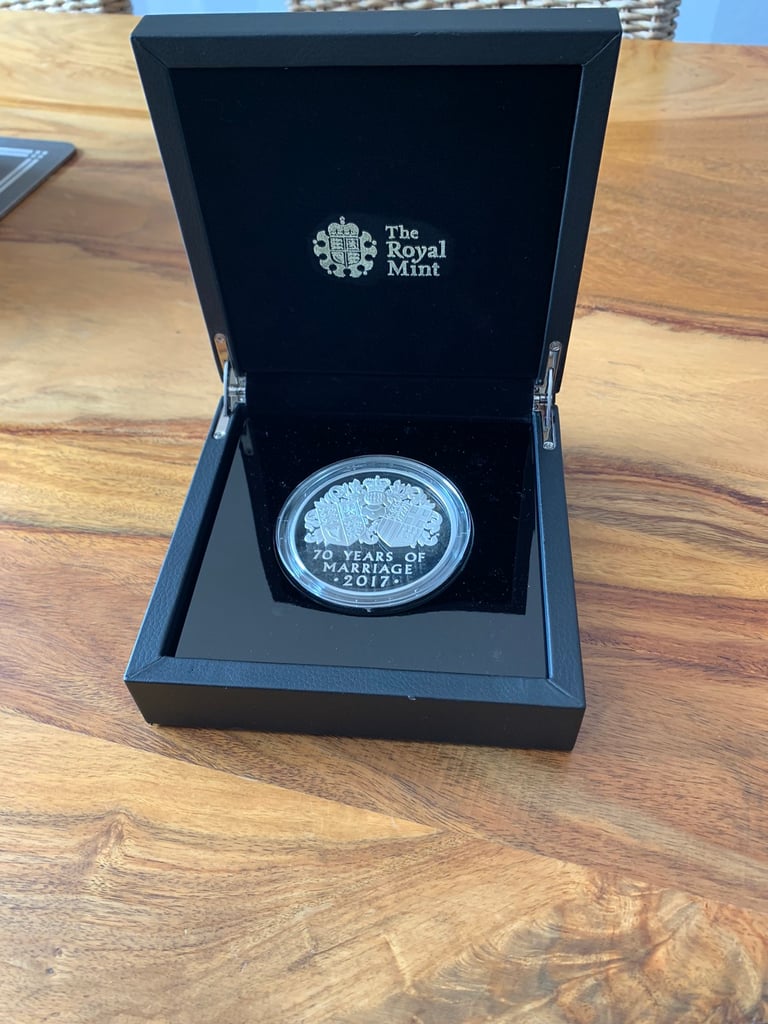 The
Royal
Mint
70 YEARS OF
MARRIAGE
·2017·